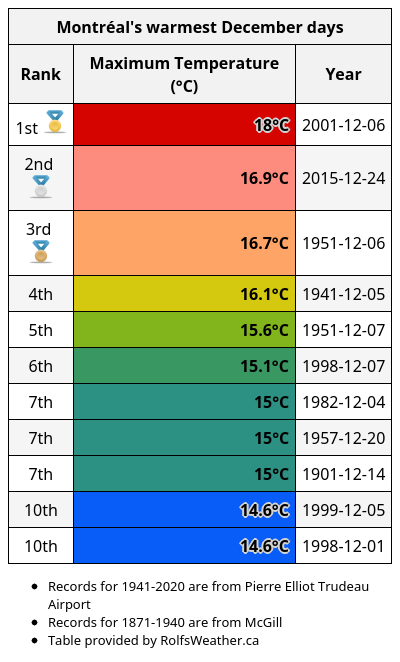 Montréal's warmest December days
Rank Maximum Temperature (°C) Year
1st 18°C 2001-12-06
2nd 16.9°C 2015-12-24
3rd 16.7°C 1951-12-06
4th 16.1°C 1941-12-05
5th 15.6°C 1951-12-07
6th 15.1°C 1998-12-07
7th 15°C 1982-12-04
7th 15°C 1957-12-20
7th 15°C 1901-12-14
10th 14.6°C 1999-12-05
10th 14.6°C 1998-12-01
• Records for 1941-2020 are from Pierre Elliot Trudeau
Airport
• Records for 1871-1940 are from McGill
• Table provided by RolfsWeather.ca